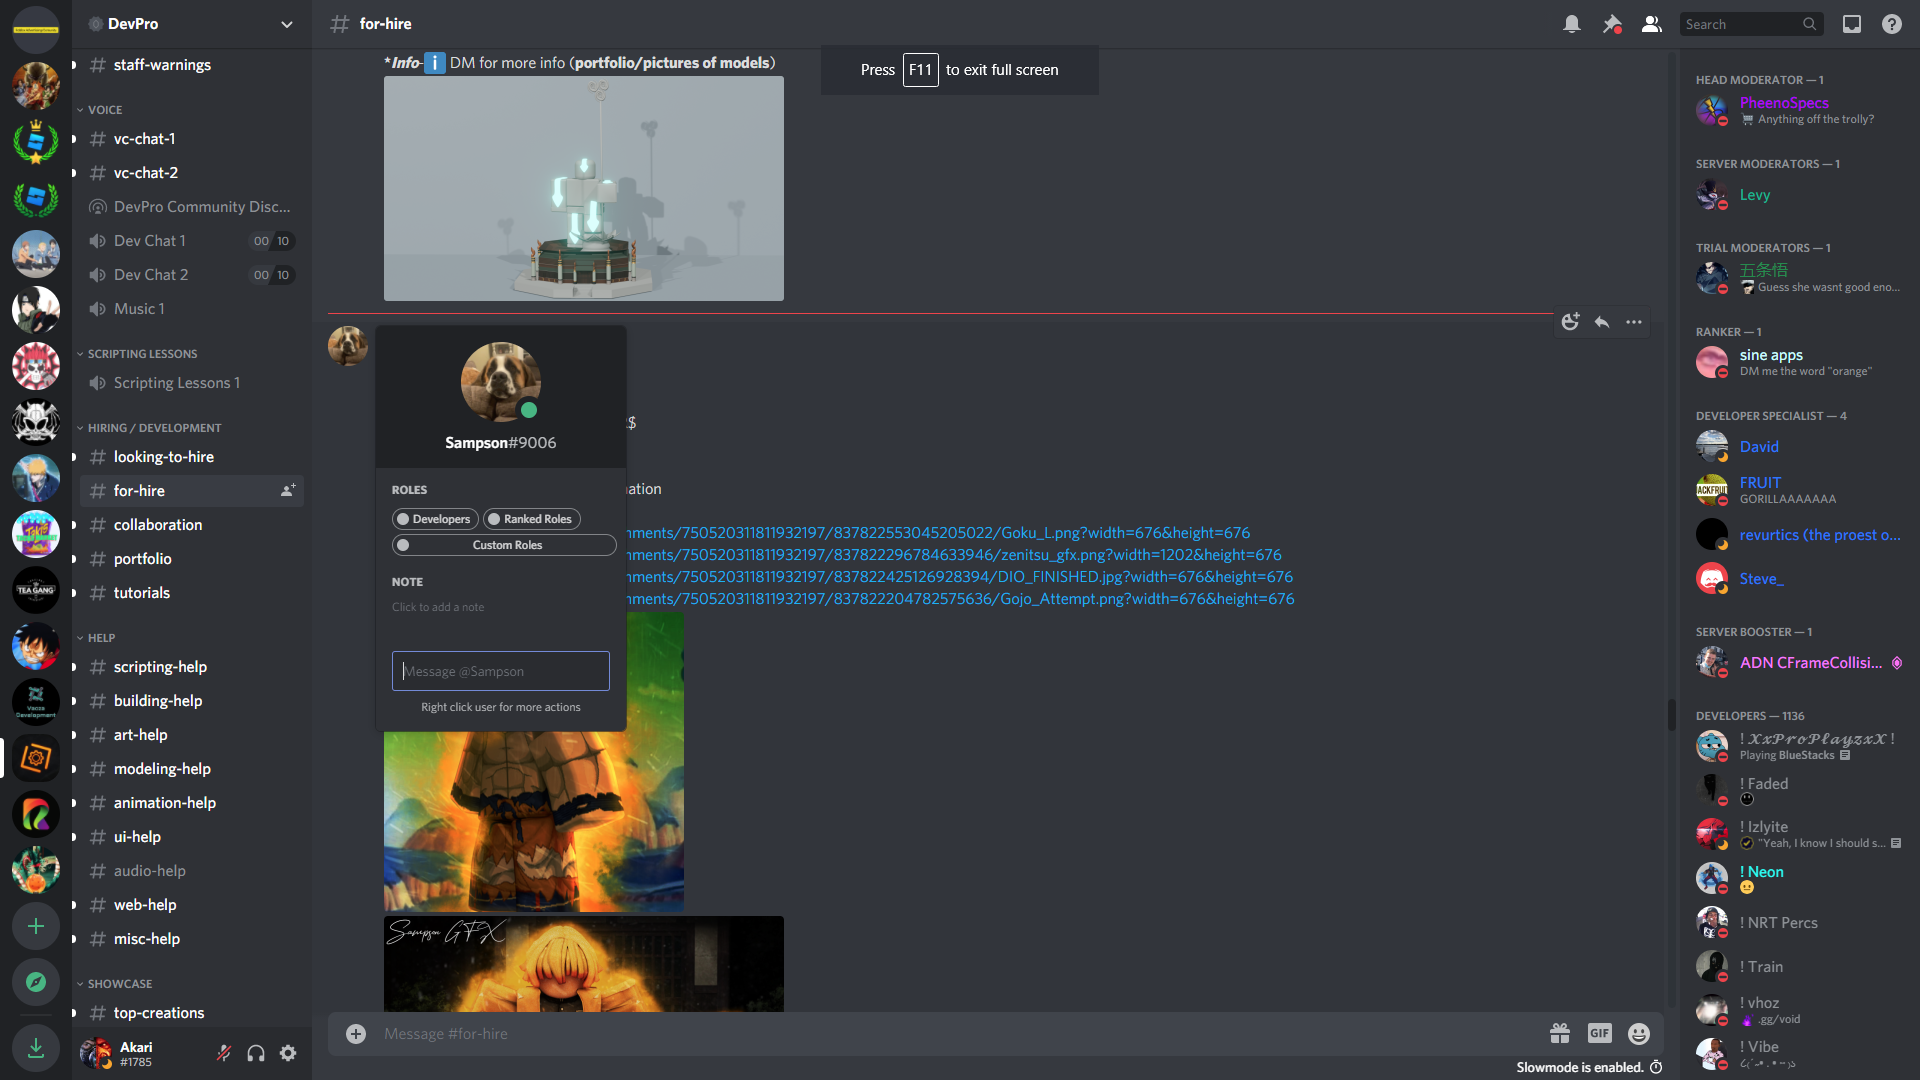 DevPro
staff-warnings
VOICE
vc-chat-1
vc-chat-2
DevPro Community Disc...
Dev Chat 1
00 10
Dev Chat 2
00 10
Music 1
SCRIPTING LESSONS
Scripting Lessons 1
HIRING / DEVELOPMENT
looking-to-hire
for-hire
collaboration
portfolio
tutorials
HELP
scripting-help
building-help
art-help
modeling-help
animation-help
ui-help
audio-help
web-help
misc-help
SHOWCASE
top-creations
Akari
#1785
TEA GANG
Vecos
Development
for-hire
Search
*Info- i DM for more info (portfolio/pictures of models)
Press F11 to exit full screen
Sampson#9006
ROLES
Developers
Ranked Roles
Custom Roles
NOTE
Click to add a note
Message @Sampson
Right click user for more actions
$
ation
ments/750520311811932197/837822553045205022/Goku_L.png?width=676&height=676
ments/750520311811932197/837822296784633946/zenitsu_gfx.png?width=1202&height=676
ments/750520311811932197/837822425126928394/DIO_FINISHED.jpg?width=676&height=676
ments/750520311811932197/837822204782575636/Gojo_Attempt.png?width=676&height=676
Sampson GFX
Message #for-hire
GIF
Slowmode is enabled.
HEAD MODERATOR — 1
PheenoSpecs
Anything off the trolly?
SERVER MODERATORS — 1
Levy
TRIAL MODERATORS — 1
五条悟
Guess she wasnt good eno...
RANKER — 1
sine apps
DM me the word "orange"
DEVELOPER SPECIALIST — 4
David
FRUIT
GORILLAAAAAAA
JACKFRUIT
revurtics (the proest o...
Steve_
SERVER BOOSTER — 1
ADN CFrameCollisi...
DEVELOPERS — 1136
! 𝓧𝔁𝓟𝓻𝓸𝓟𝓵𝓪𝔂𝔃𝔁𝓧 !
Playing BlueStacks
! Faded
! Izlyite
"Yeah, I know I should s...
! Neon
! NRT Percs
! Train
! vhoz
.gg/void
! Vibe